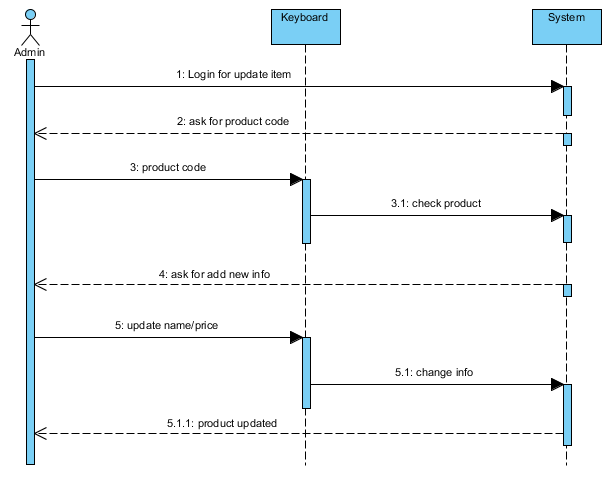 Keyboard
System
Admin
1: Login for update item
2: ask for product code
3: product code
3.1: check product
4: ask for add new info
5: update name/price
5.1: change info
5.1.1: product updated